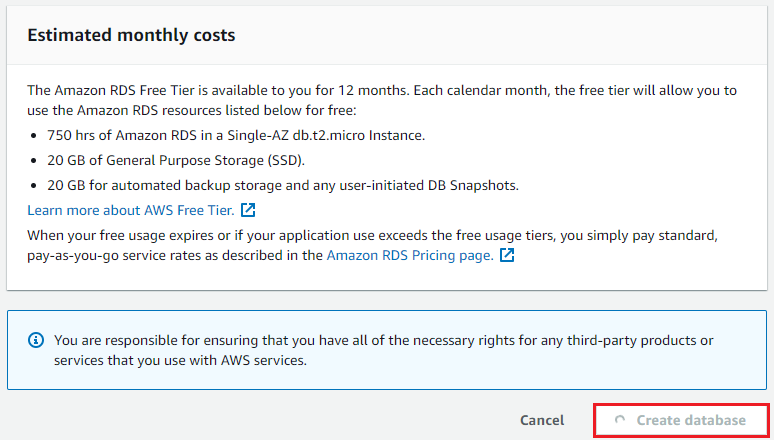 Estimated monthly costs
The Amazon RDS Free Tier is available to you for 12 months. Each calendar month, the free tier will allow you to
use the Amazon RDS resources listed below for free:
• 750 hrs of Amazon RDS in a Single-AZ db.t2.micro Instance.
• 20 GB of General Purpose Storage (SSD).
• 20 GB for automated backup storage and any user-initiated DB Snapshots.
Learn more about AWS Free Tier.
When your free usage expires or if your application use exceeds the free usage tiers, you simply pay standard,
pay-as-you-go service rates as described in the Amazon RDS Pricing page.
You are responsible for ensuring that you have all of the necessary rights for any third-party products or
services that you use with AWS services.
Cancel Create database